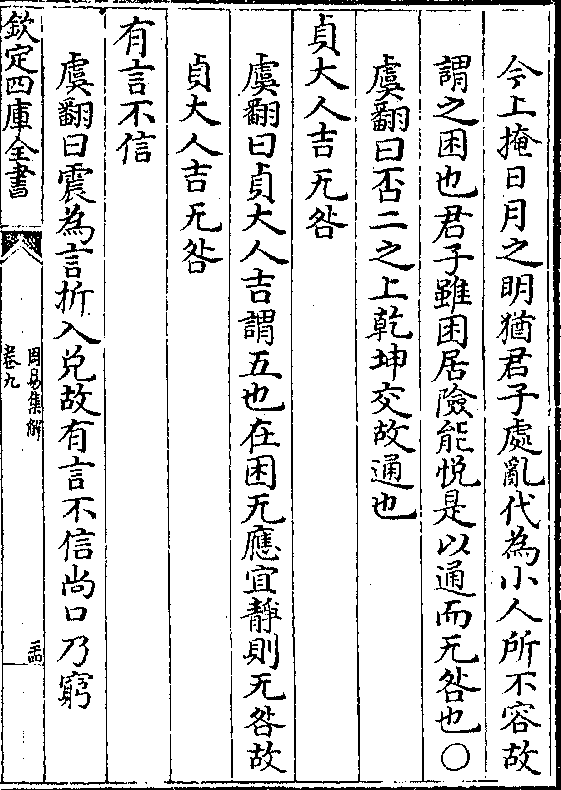 今上掩日月之明猶君子處亂代為小人所不容故
謂之困也君子雖困居險能悅是以通而无咎也〇
虞翻曰否二之上乾坤交故通也
貞大人吉无咎
虞翻曰貞大人吉謂五也在困无應宜靜則无咎故
貞大人吉无咎
有言不信
虞翻曰震為言折入兌故有言不信尚口乃窮
欽定四庫全書
周易集解
卷九